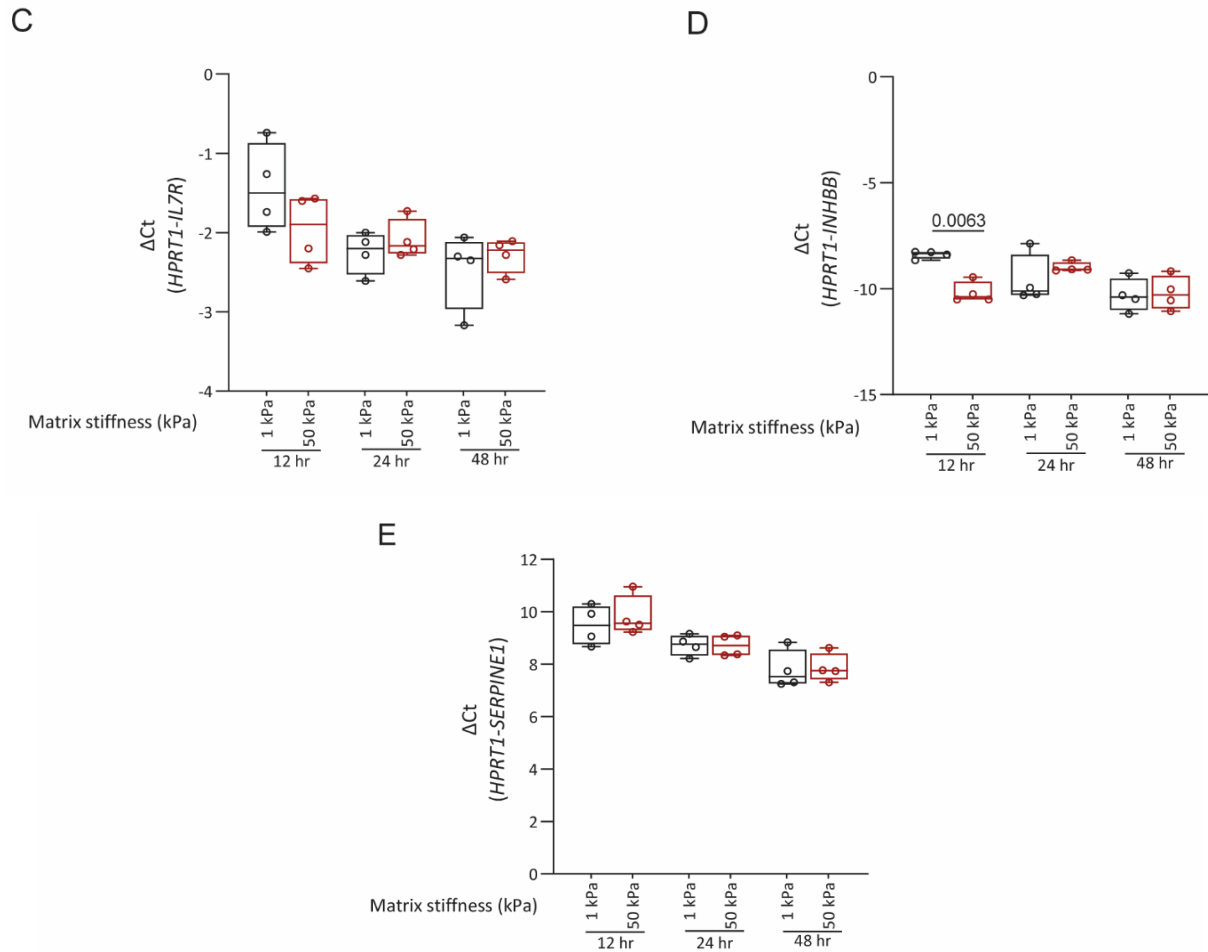 C
0
-1
-2
-3
-4
ΔCt
(HPRT1-IL7R)
Matrix stiffness (kPa)
1 kPa
50 kPa
1 kPa
50 kPa
1 kPa
50 kPa
12 hr
24 hr
48 hr
D
0
-5
-10
-15
ΔCt
(HPRT1-INHBB)
0.0063
Matrix stiffness (kPa)
1 kPa
50 kPa
1 kPa
50 kPa
1 kPa
50 kPa
12 hr
24 hr
48 hr
E
12
10
8
6
4
2
0
ΔCt
(HPRT1-SERPINE1)
Matrix stiffness (kPa)
1 kPa
50 kPa
1 kPa
50 kPa
1 kPa
50 kPa
12 hr
24 hr
48 hr